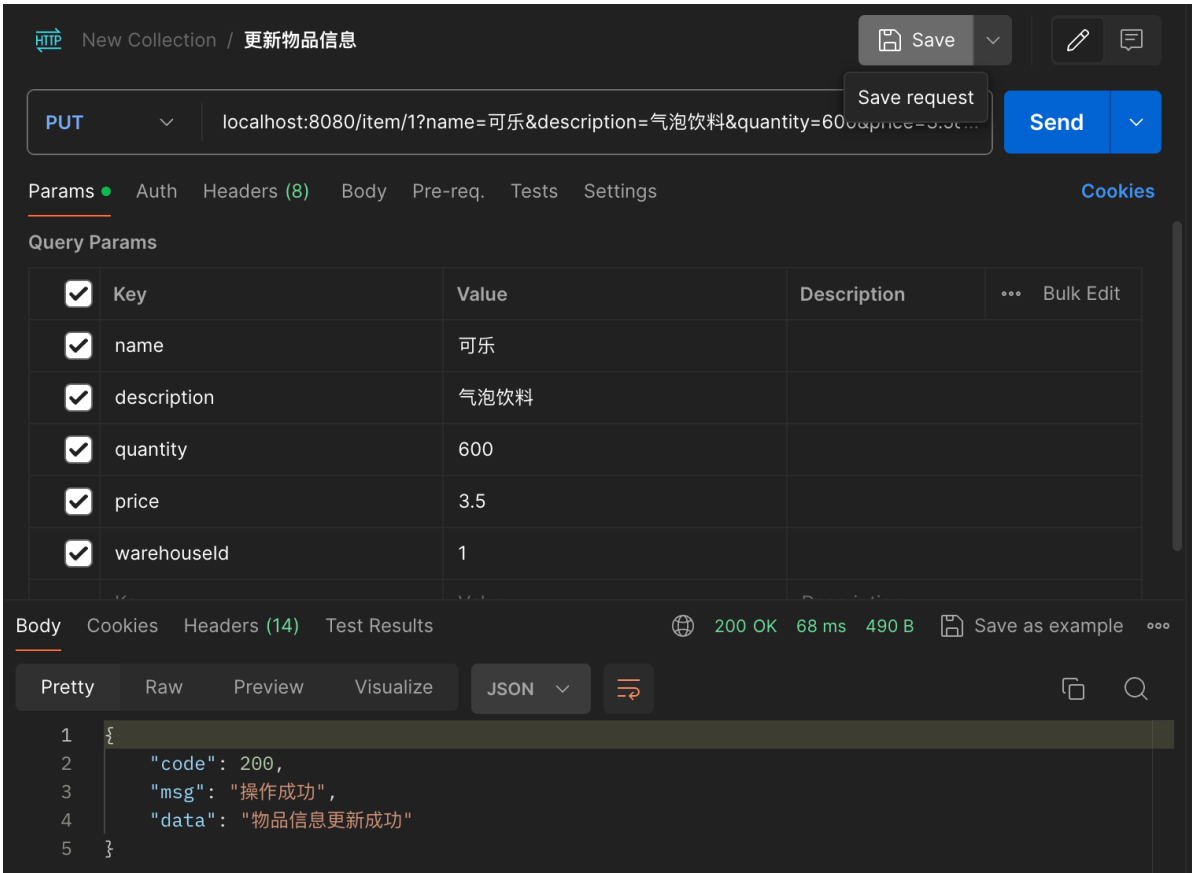 HTTP New Collection / 更新物品信息 Save
Save request
PUT localhost:8080/item/1?name=可乐&description=气泡饮料&quantity=600&price=3.5&... Send
Params Auth Headers (8) Body Pre-req. Tests Settings Cookies
Query Params
Key Value Description Bulk Edit
name 可乐
description 气泡饮料
quantity 600
price 3.5
warehouseId 1
Body Cookies Headers (14) Test Results 200 OK 68 ms 490 B Save as example
Pretty Raw Preview Visualize JSON
1 {
2 "code": 200,
3 "msg": "操作成功",
4 "data": "物品信息更新成功"
5 }